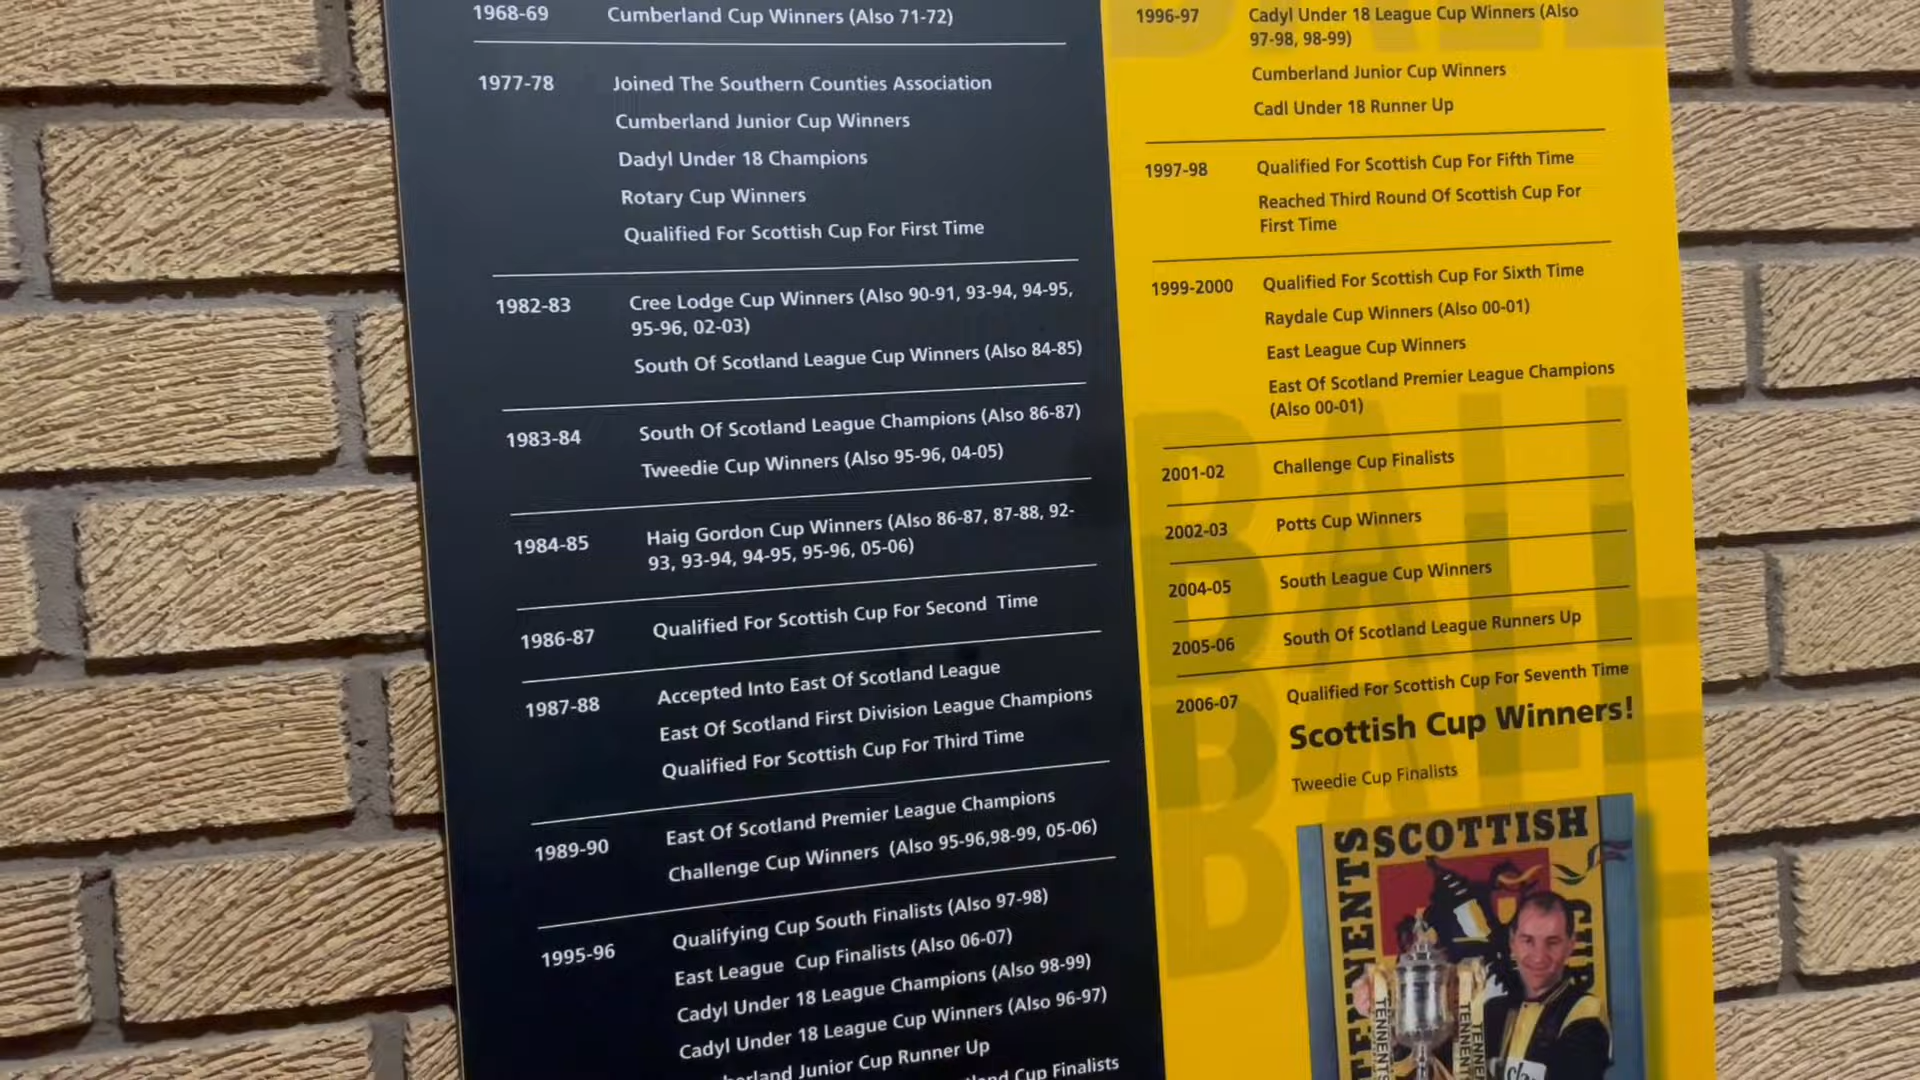 1968-69 Cumberland Cup Winners (Also 71-72)
1977-78 Joined The Southern Counties Association
Cumberland Junior Cup Winners
Dadyl Under 18 Champions
Rotary Cup Winners
Qualified For Scottish Cup For First Time
1982-83 Cree Lodge Cup Winners (Also 90-91, 93-94, 94-95,
95-96, 02-03)
South Of Scotland League Cup Winners (Also 84-85)
1983-84 South Of Scotland League Champions (Also 86-87)
Tweedie Cup Winners (Also 95-96, 04-05)
1984-85 Haig Gordon Cup Winners (Also 86-87, 87-88, 92-
93, 93-94, 94-95, 95-96, 05-06)
1986-87 Qualified For Scottish Cup For Second Time
1987-88 Accepted Into East Of Scotland League
East Of Scotland First Division League Champions
Qualified For Scottish Cup For Third Time
1989-90 East Of Scotland Premier League Champions
Challenge Cup Winners (Also 95-96,98-99, 05-06)
1995-96 Qualifying Cup South Finalists (Also 97-98)
East League Cup Finalists (Also 06-07)
Cadyl Under 18 League Champions (Also 98-99)
Cadyl Under 18 League Cup Winners (Also 96-97)
Junior Cup Runner Up
Cup Finalists
1996-97 Cadyl Under 18 League Cup Winners (Also
97-98, 98-99)
Cumberland Junior Cup Winners
Cadl Under 18 Runner Up
1997-98 Qualified For Scottish Cup For Fifth Time
Reached Third Round Of Scottish Cup For
First Time
1999-2000 Qualified For Scottish Cup For Sixth Time
Raydale Cup Winners (Also 00-01)
East League Cup Winners
East Of Scotland Premier League Champions
(Also 00-01)
2001-02 Challenge Cup Finalists
2002-03 Potts Cup Winners
2004-05 South League Cup Winners
2005-06 South Of Scotland League Runners Up
2006-07 Qualified For Scottish Cup For Seventh Time
Scottish Cup Winners!
Tweedie Cup Finalists
TENNENTS
SCOTTISH
CUP